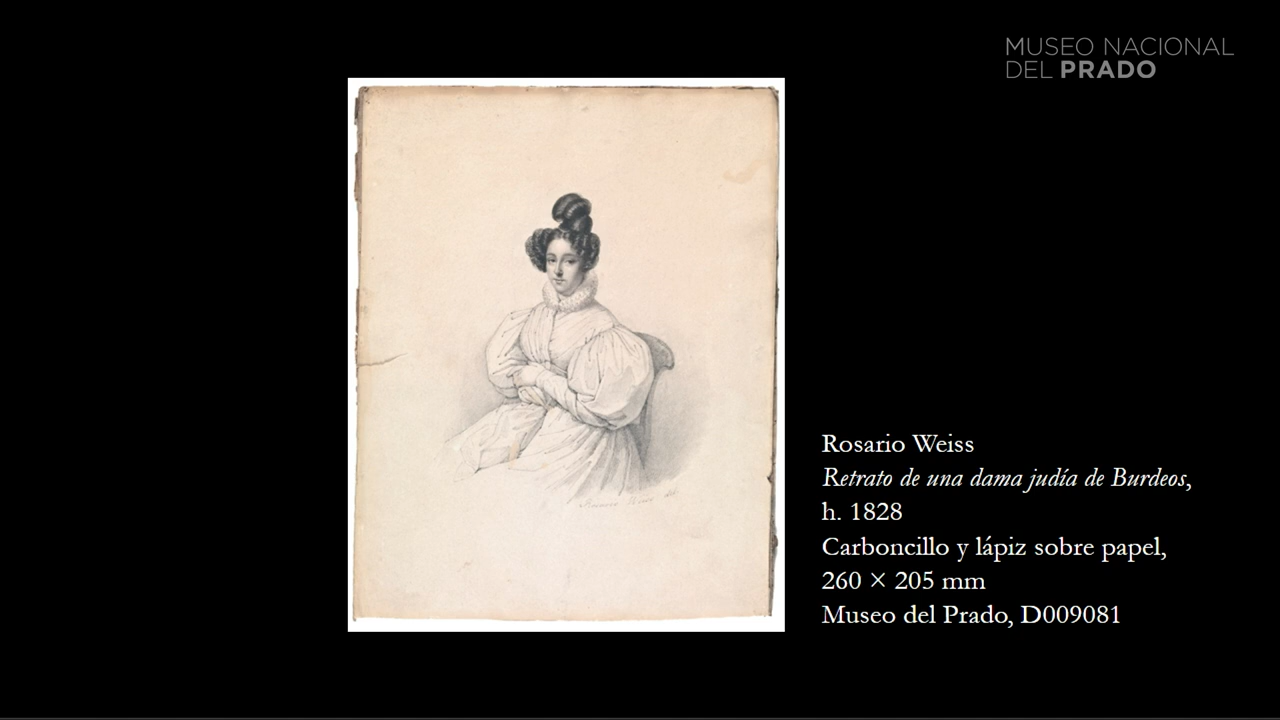 MUSEO NACIONAL
DEL PRADO
Rosario Weiss
Retrato de una dama judía de Burdeos,
h. 1828
Carboncillo y lápiz sobre papel,
260 × 205 mm
Museo del Prado, D009081